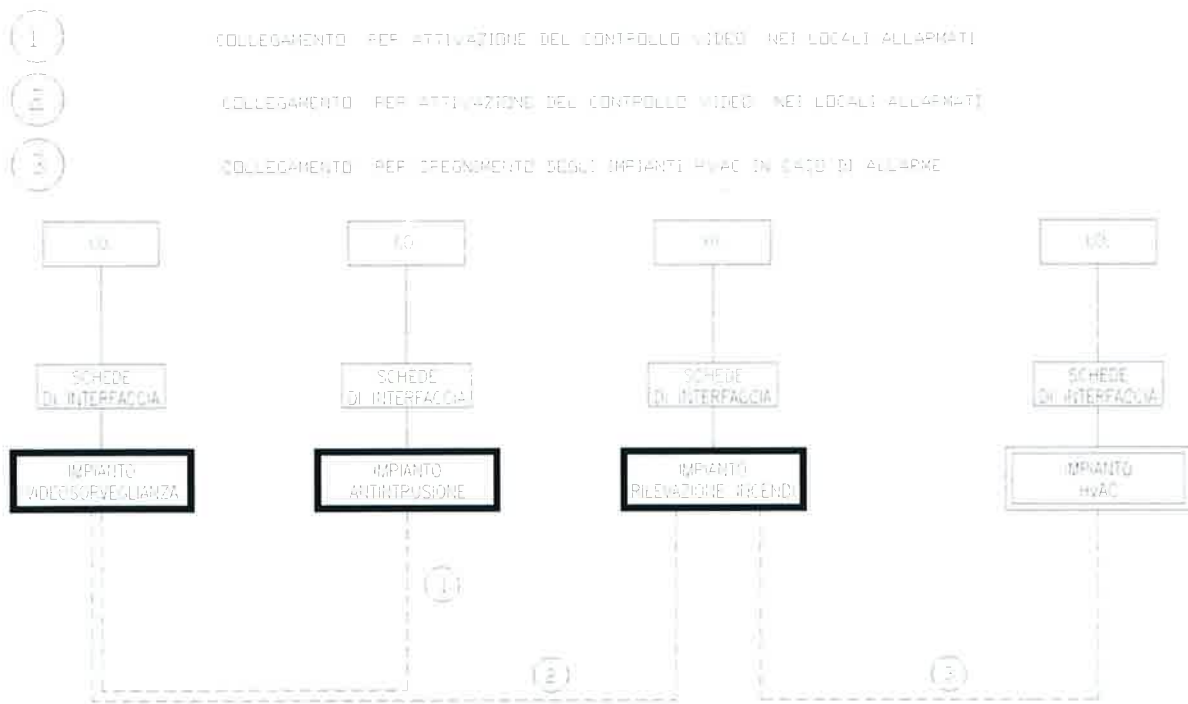 1
COLLEGAMENTO PER ATTIVAZIONE DEL CONTROLLO VIDEO NEI LOCALI ALLARMATI
COLLEGAMENTO PER ATTIVAZIONE DEL CONTROLLO VIDEO NEI LOCALI ALLARMATI
3
COLLEGAMENTO PER SPEGNIMENTO DEGLI IMPIANTI HVAC IN CASO DI ALLARME
SCHEDE
DI INTERFACCIA
SCHEDE
DI INTERFACCIA
SCHEDE
DI INTERFACCIA
SCHEDE
DI INTERFACCIA
IMPIANTO
VIDEOSORVEGLIANZA
IMPIANTO
ANTINTRUSIONE
IMPIANTO
RILEVAZIONE INCENDI
IMPIANTO
HVAC
1
2
3